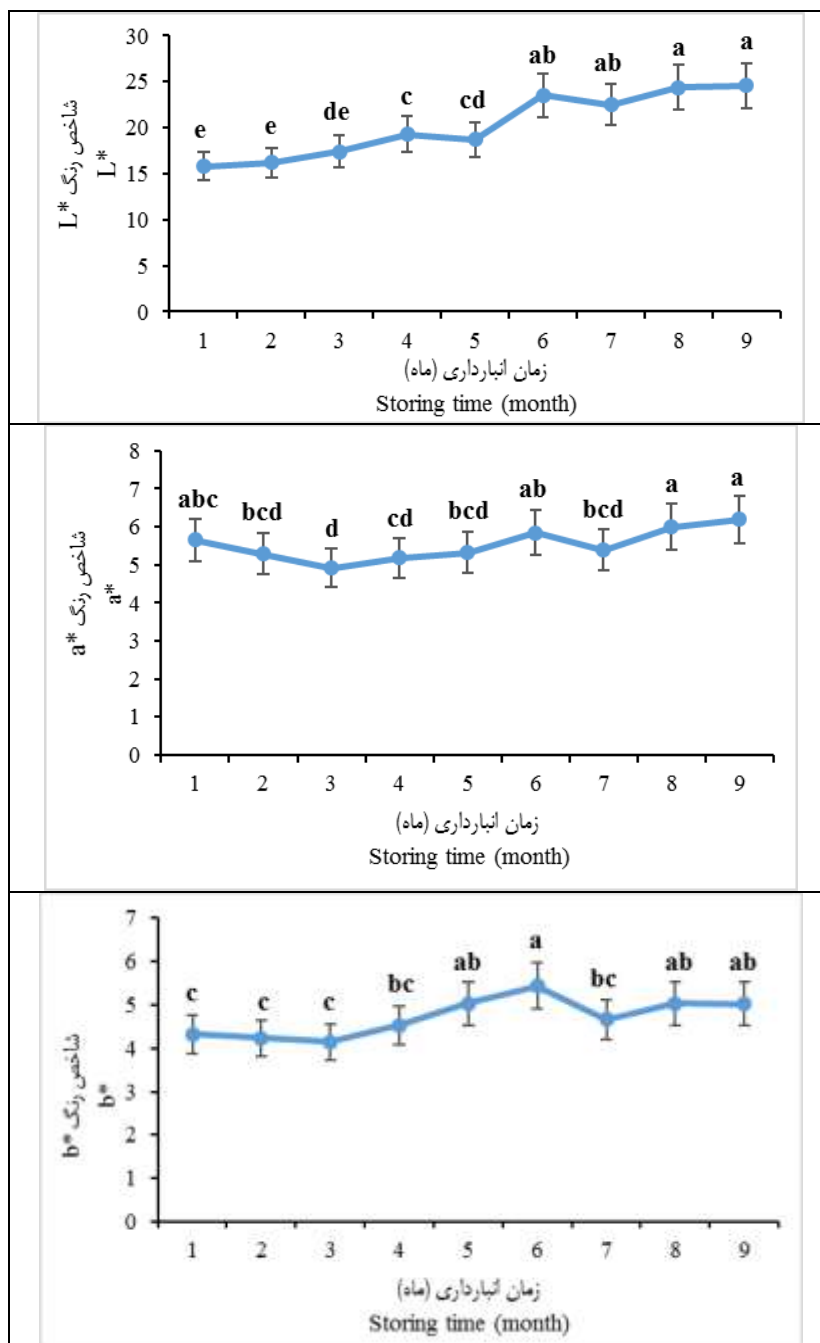 30
25
20
15
10
5
0
شاخص رنگ L*
L*
e e de c cd ab ab a a
1 2 3 4 5 6 7 8 9
زمان انبارداری (ماه)
Storing time (month)
8
7
6
5
4
3
2
1
0
شاخص رنگ a*
a*
abc bcd d cd bcd ab bcd a a
1 2 3 4 5 6 7 8 9
زمان انبارداری (ماه)
Storing time (month)
7
6
5
4
3
2
1
0
شاخص رنگ b*
b*
c c c bc ab a bc ab ab
1 2 3 4 5 6 7 8 9
زمان انبارداری (ماه)
Storing time (month)